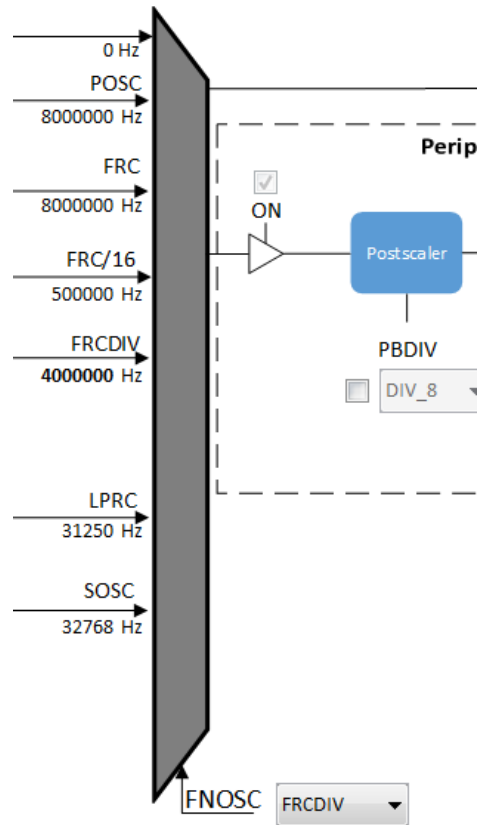 0 Hz
POSC
8000000 Hz
Perip
FRC
8000000 Hz
ON
FRC/16
500000 Hz
Postscaler
FRCDIV
4000000 Hz
PBDIV
DIV_8
LPRC
31250 Hz
SOSC
32768 Hz
FNOSC
FRCDIV